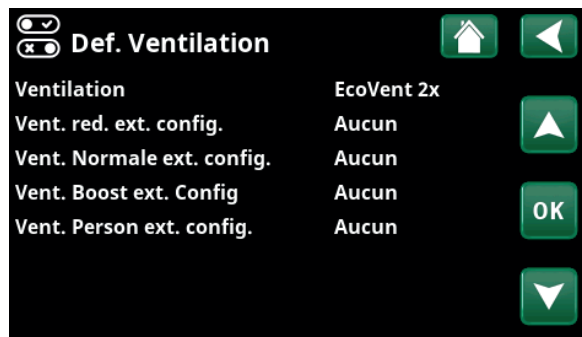 Def. Ventilation
Ventilation EcoVent 2x
Vent. red. ext. config. Aucun
Vent. Normale ext. config. Aucun
Vent. Boost ext. Config Aucun
Vent. Person ext. config. Aucun
OK